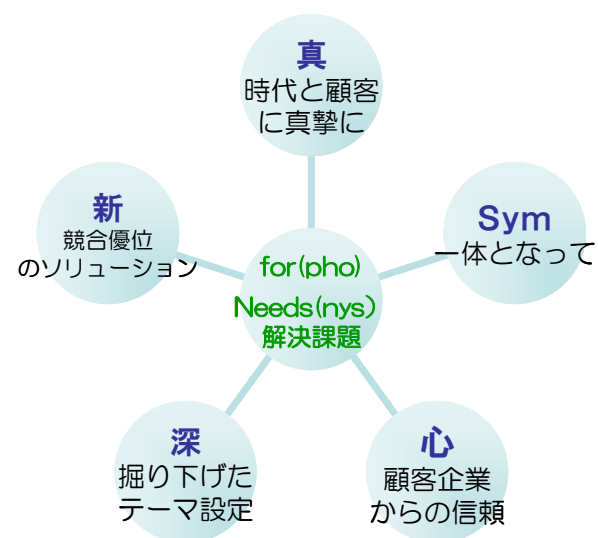 真
時代と顧客
に真摯に
新
競合優位
のソリューション
Sym
一体となって
for(pho)
Needs(nys)
解決課題
深
掘り下げた
テーマ設定
心
顧客企業
からの信頼